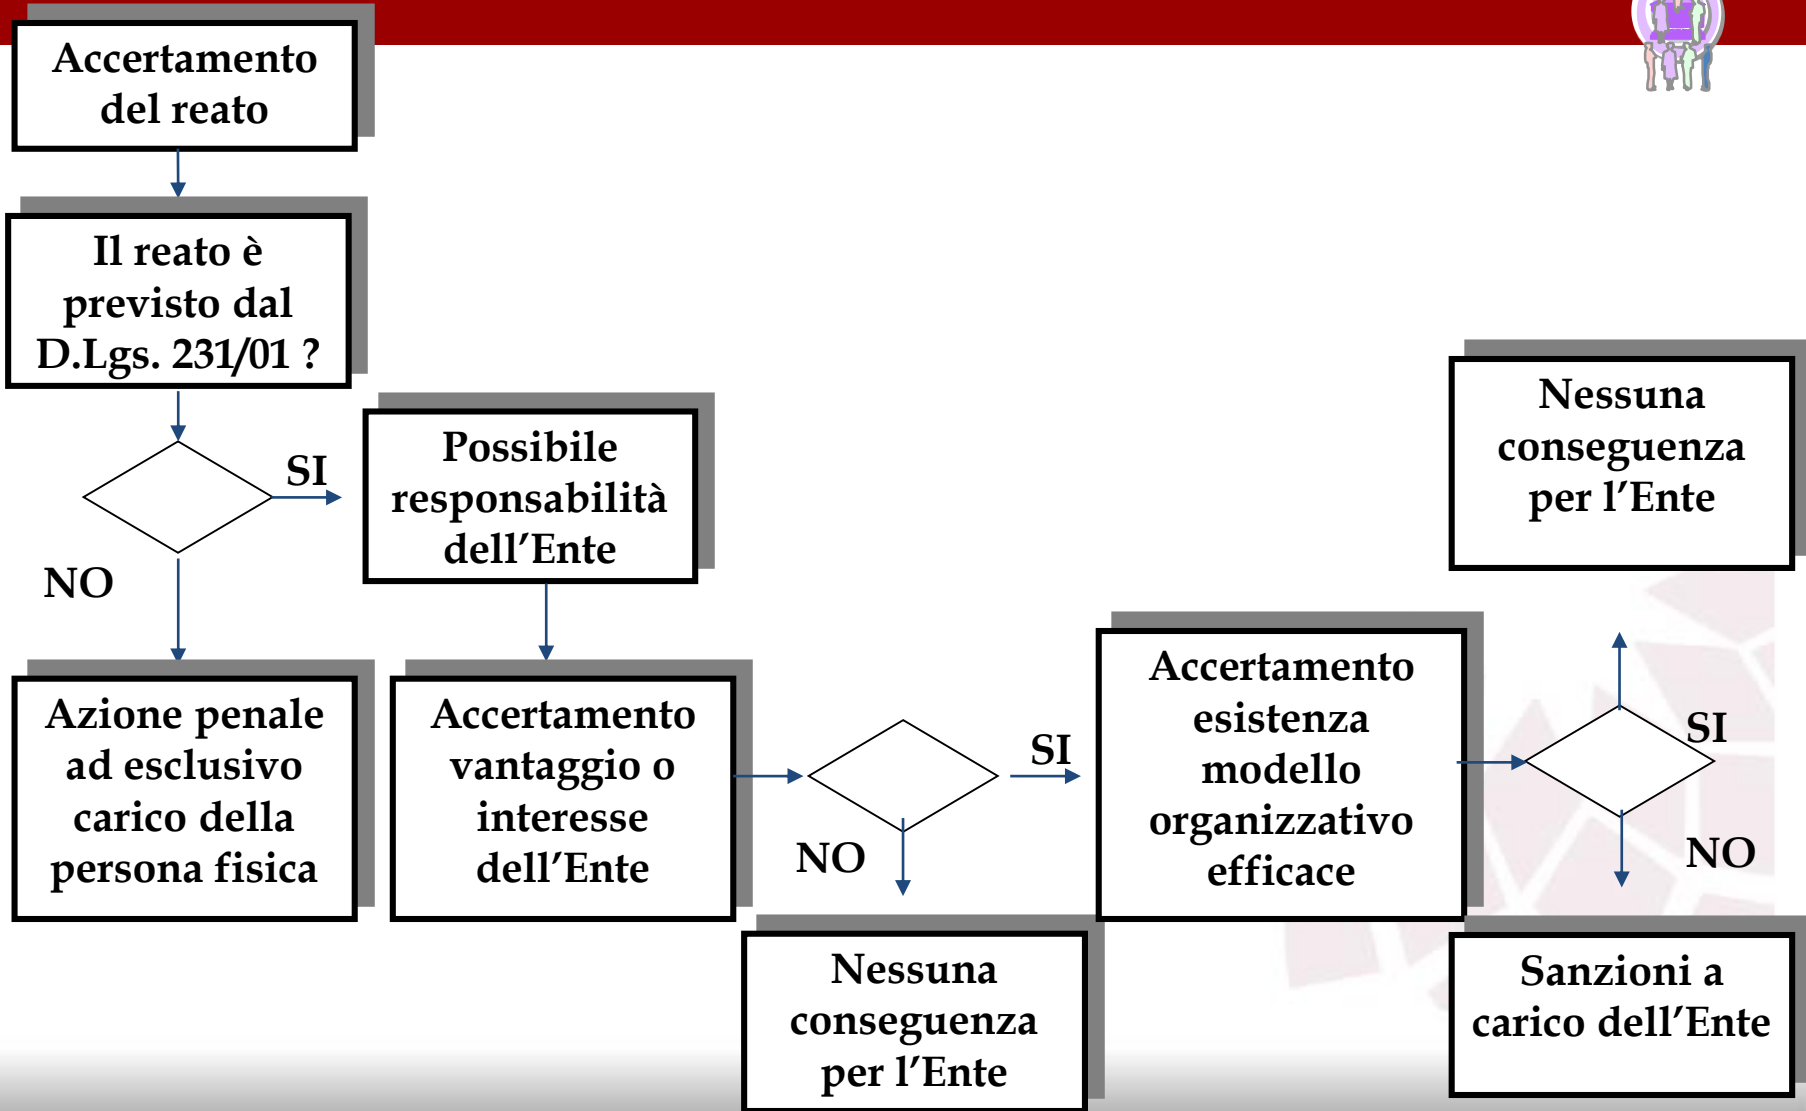 Accertamento
del reato
Il reato è
previsto dal
D.Lgs. 231/01 ?
SI
NO
Possibile
responsabilità
dell’Ente
Azione penale
ad esclusivo
carico della
persona fisica
Accertamento
vantaggio o
interesse
dell’Ente
SI
NO
Nessuna
conseguenza
per l’Ente
Accertamento
esistenza
modello
organizzativo
efficace
SI
NO
Nessuna
conseguenza
per l’Ente
Sanzioni a
carico dell’Ente